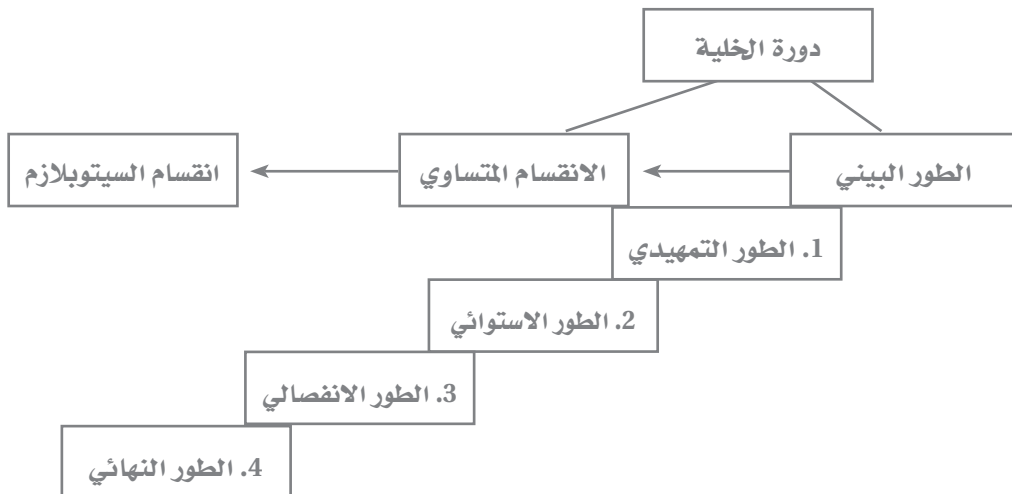 دورة الخلية
الطور البيني
الانقسام المتساوي
انقسام السيتوبلازم
1. الطور التمهيدي
2. الطور الاستوائي
3. الطور الانفصالي
4. الطور النهائي